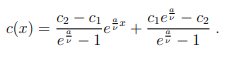 c(x) = \frac{c_2 - c_1}{e^{\frac{a}{\nu}} - 1} e^{\frac{a}{\nu} x} + \frac{c_1 e^{\frac{a}{\nu}} - c_2}{e^{\frac{a}{\nu}} - 1} .